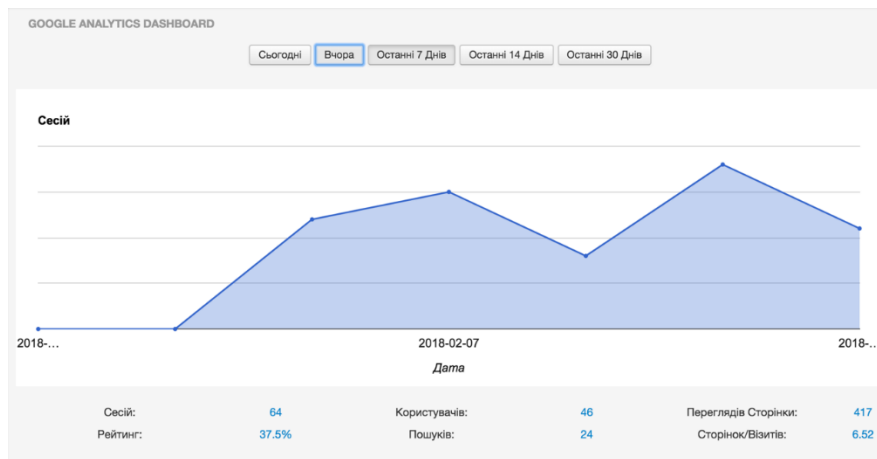 GOOGLE ANALYTICS DASHBOARD
Сьогодні Вчора Останні 7 Днів Останні 14 Днів Останні 30 Днів
Сесій
2018-... 2018-02-07 2018-...
Дата
Сесій: 64 Користувачів: 46 Переглядів Сторінки: 417
Рейтинг: 37.5% Пошуків: 24 Сторінок/Візитів: 6.52